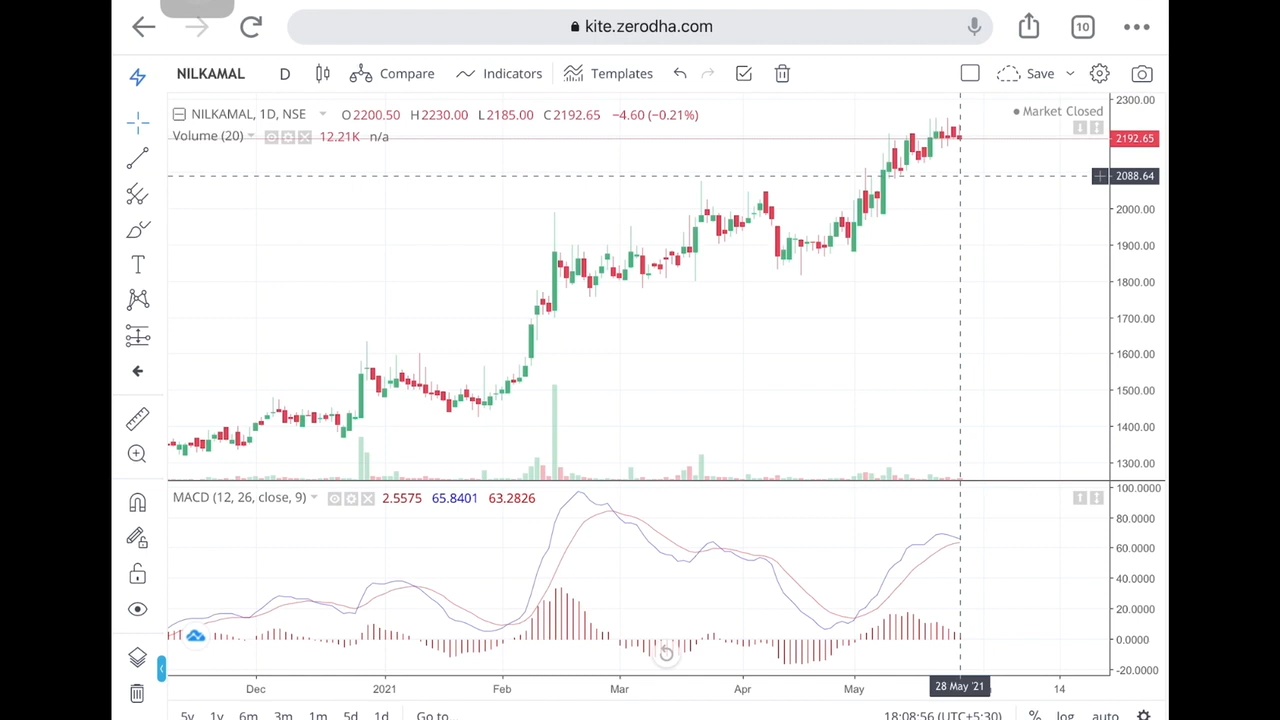 kite.zerodha.com
10
NILKAMAL D Compare Indicators Templates Save
NILKAMAL, 1D, NSE O2200.50 H2230.00 L2185.00 C2192.65 −4.60 (−0.21%)
Market Closed
Volume (20) 12.21K n/a
2300.00
2192.65
2088.64
2000.00
1900.00
1800.00
1700.00
1600.00
1500.00
1400.00
1300.00
MACD (12, 26, close, 9) 2.5575 65.8401 63.2826
100.0000
80.0000
60.0000
40.0000
20.0000
0.0000
-20.0000
Dec 2021 Feb Mar Apr May 28 May '21 14
5y 1y 6m 3m 1m 5d 1d Go to... 18:08:56 (UTC+5:30) % log auto